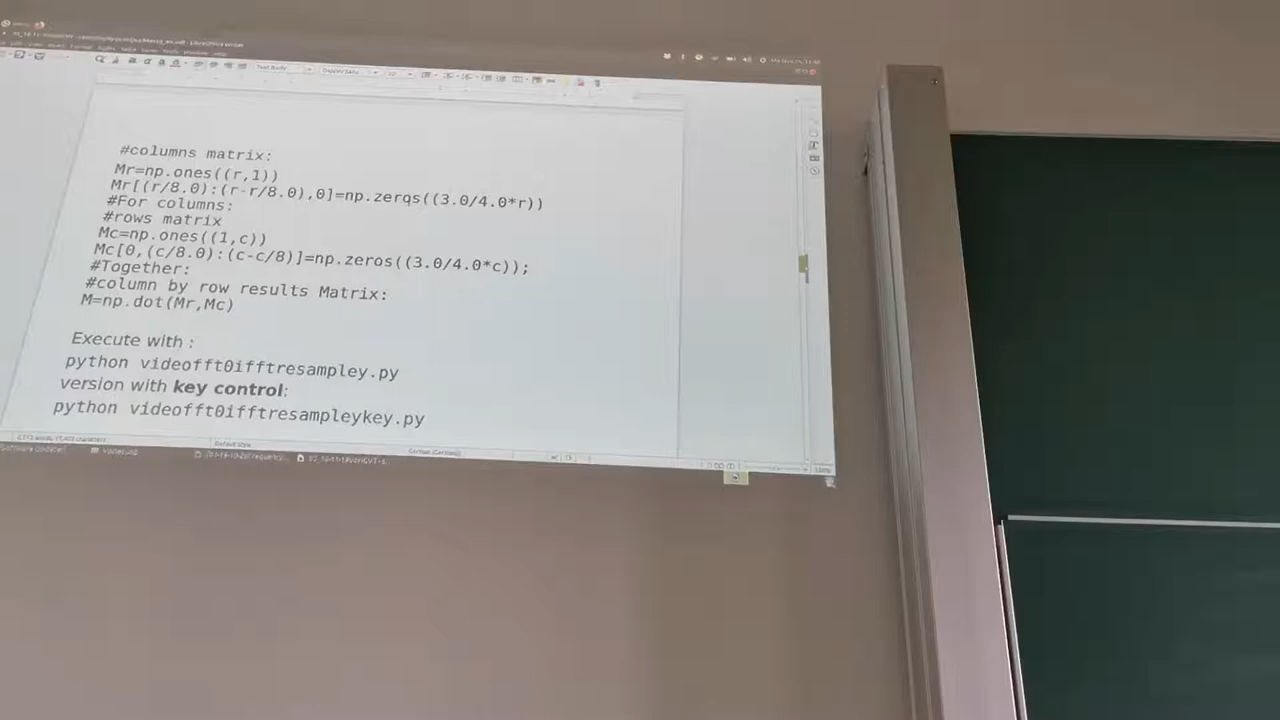 #columns matrix:
Mr=np.ones((r,1))
Mr[(r/8.0):(r-r/8.0),0]=np.zeros((3.0/4.0*r))
#For columns:
#rows matrix
Mc=np.ones((1,c))
Mc[0,(c/8.0):(c-c/8)]=np.zeros((3.0/4.0*c));
#Together:
#column by row results Matrix:
M=np.dot(Mr,Mc)
Execute with :
python videofft0ifftresampley.py
version with key control:
python videofft0ifftresampleykey.py